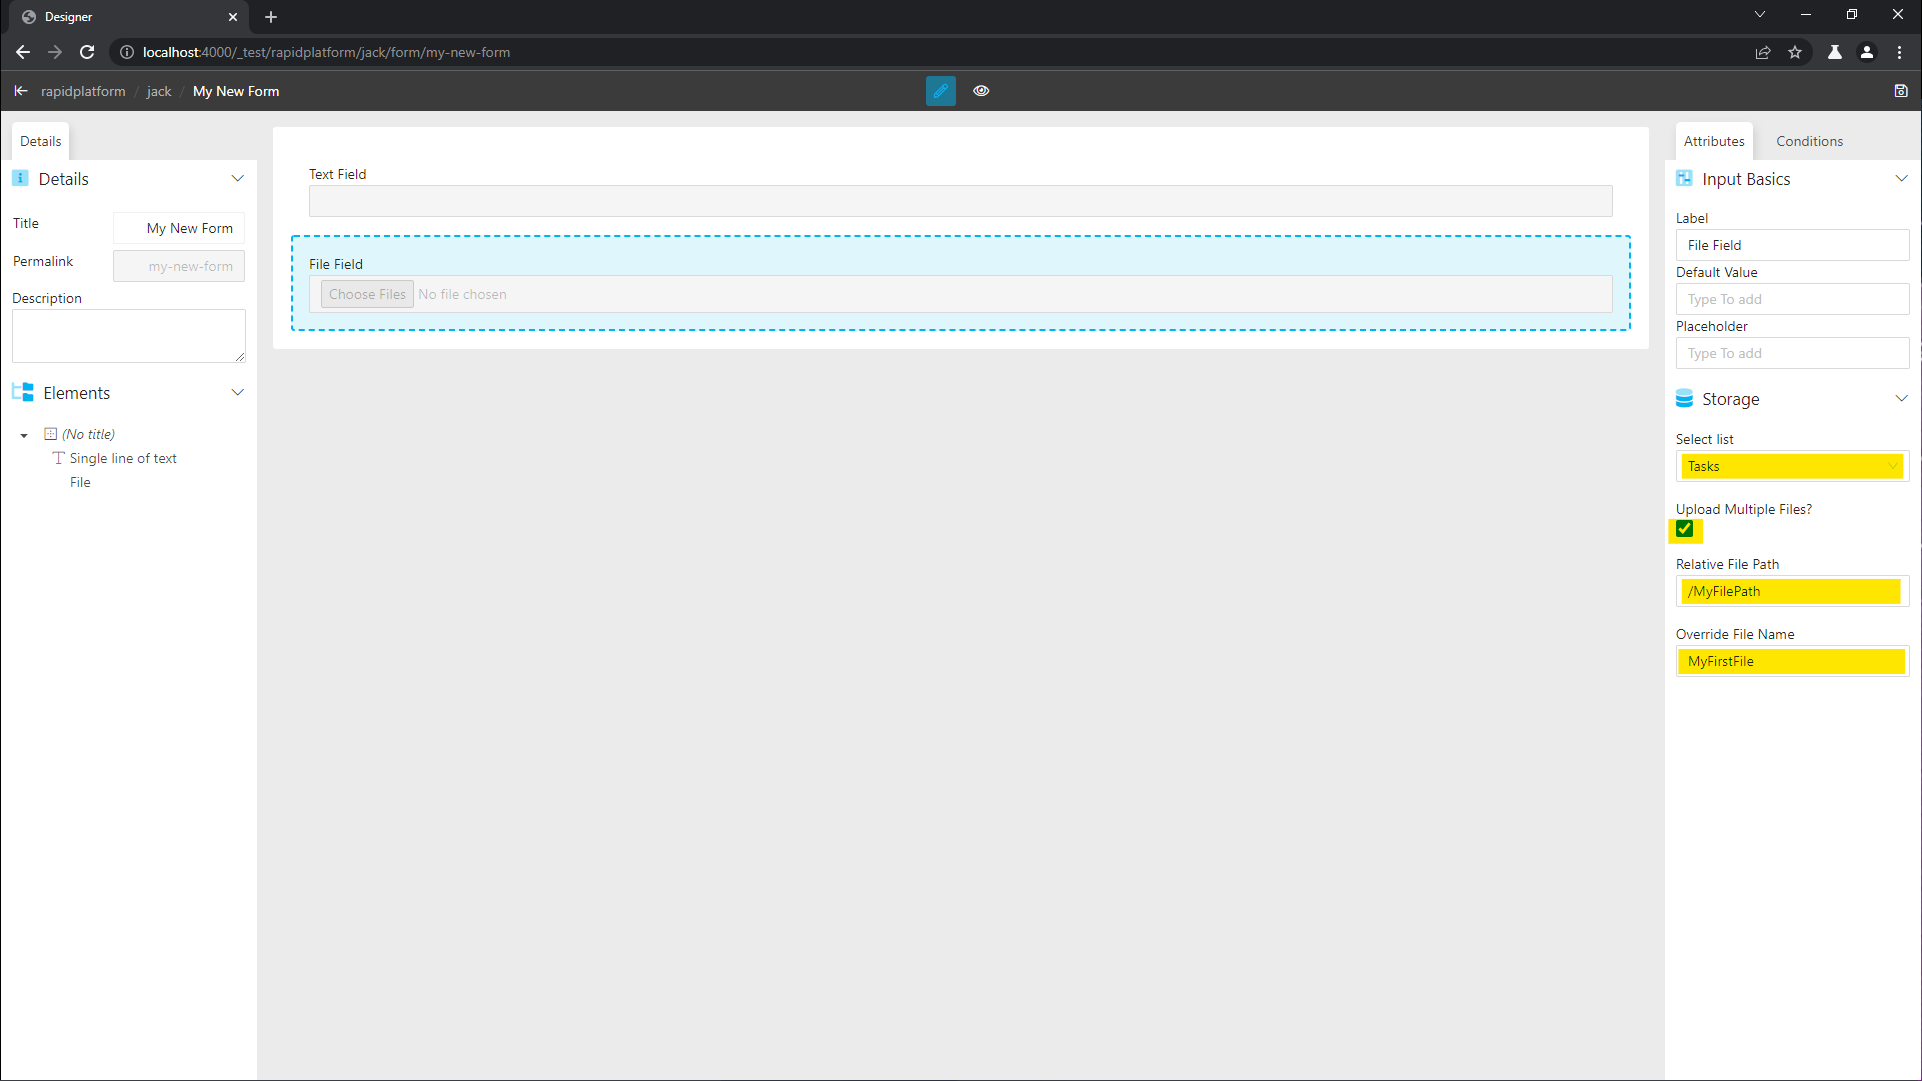 Designer
localhost:4000/_test/rapidplatform/jack/form/my-new-form
rapidplatform / jack / My New Form
Details
Details
Title
My New Form
Permalink
my-new-form
Description
Elements
(No title)
Single line of text
File
Text Field
File Field
Choose Files No file chosen
Attributes
Conditions
Input Basics
Label
File Field
Default Value
Type To add
Placeholder
Type To add
Storage
Select list
Tasks
Upload Multiple Files?
Relative File Path
/MyFilePath
Override File Name
MyFirstFile